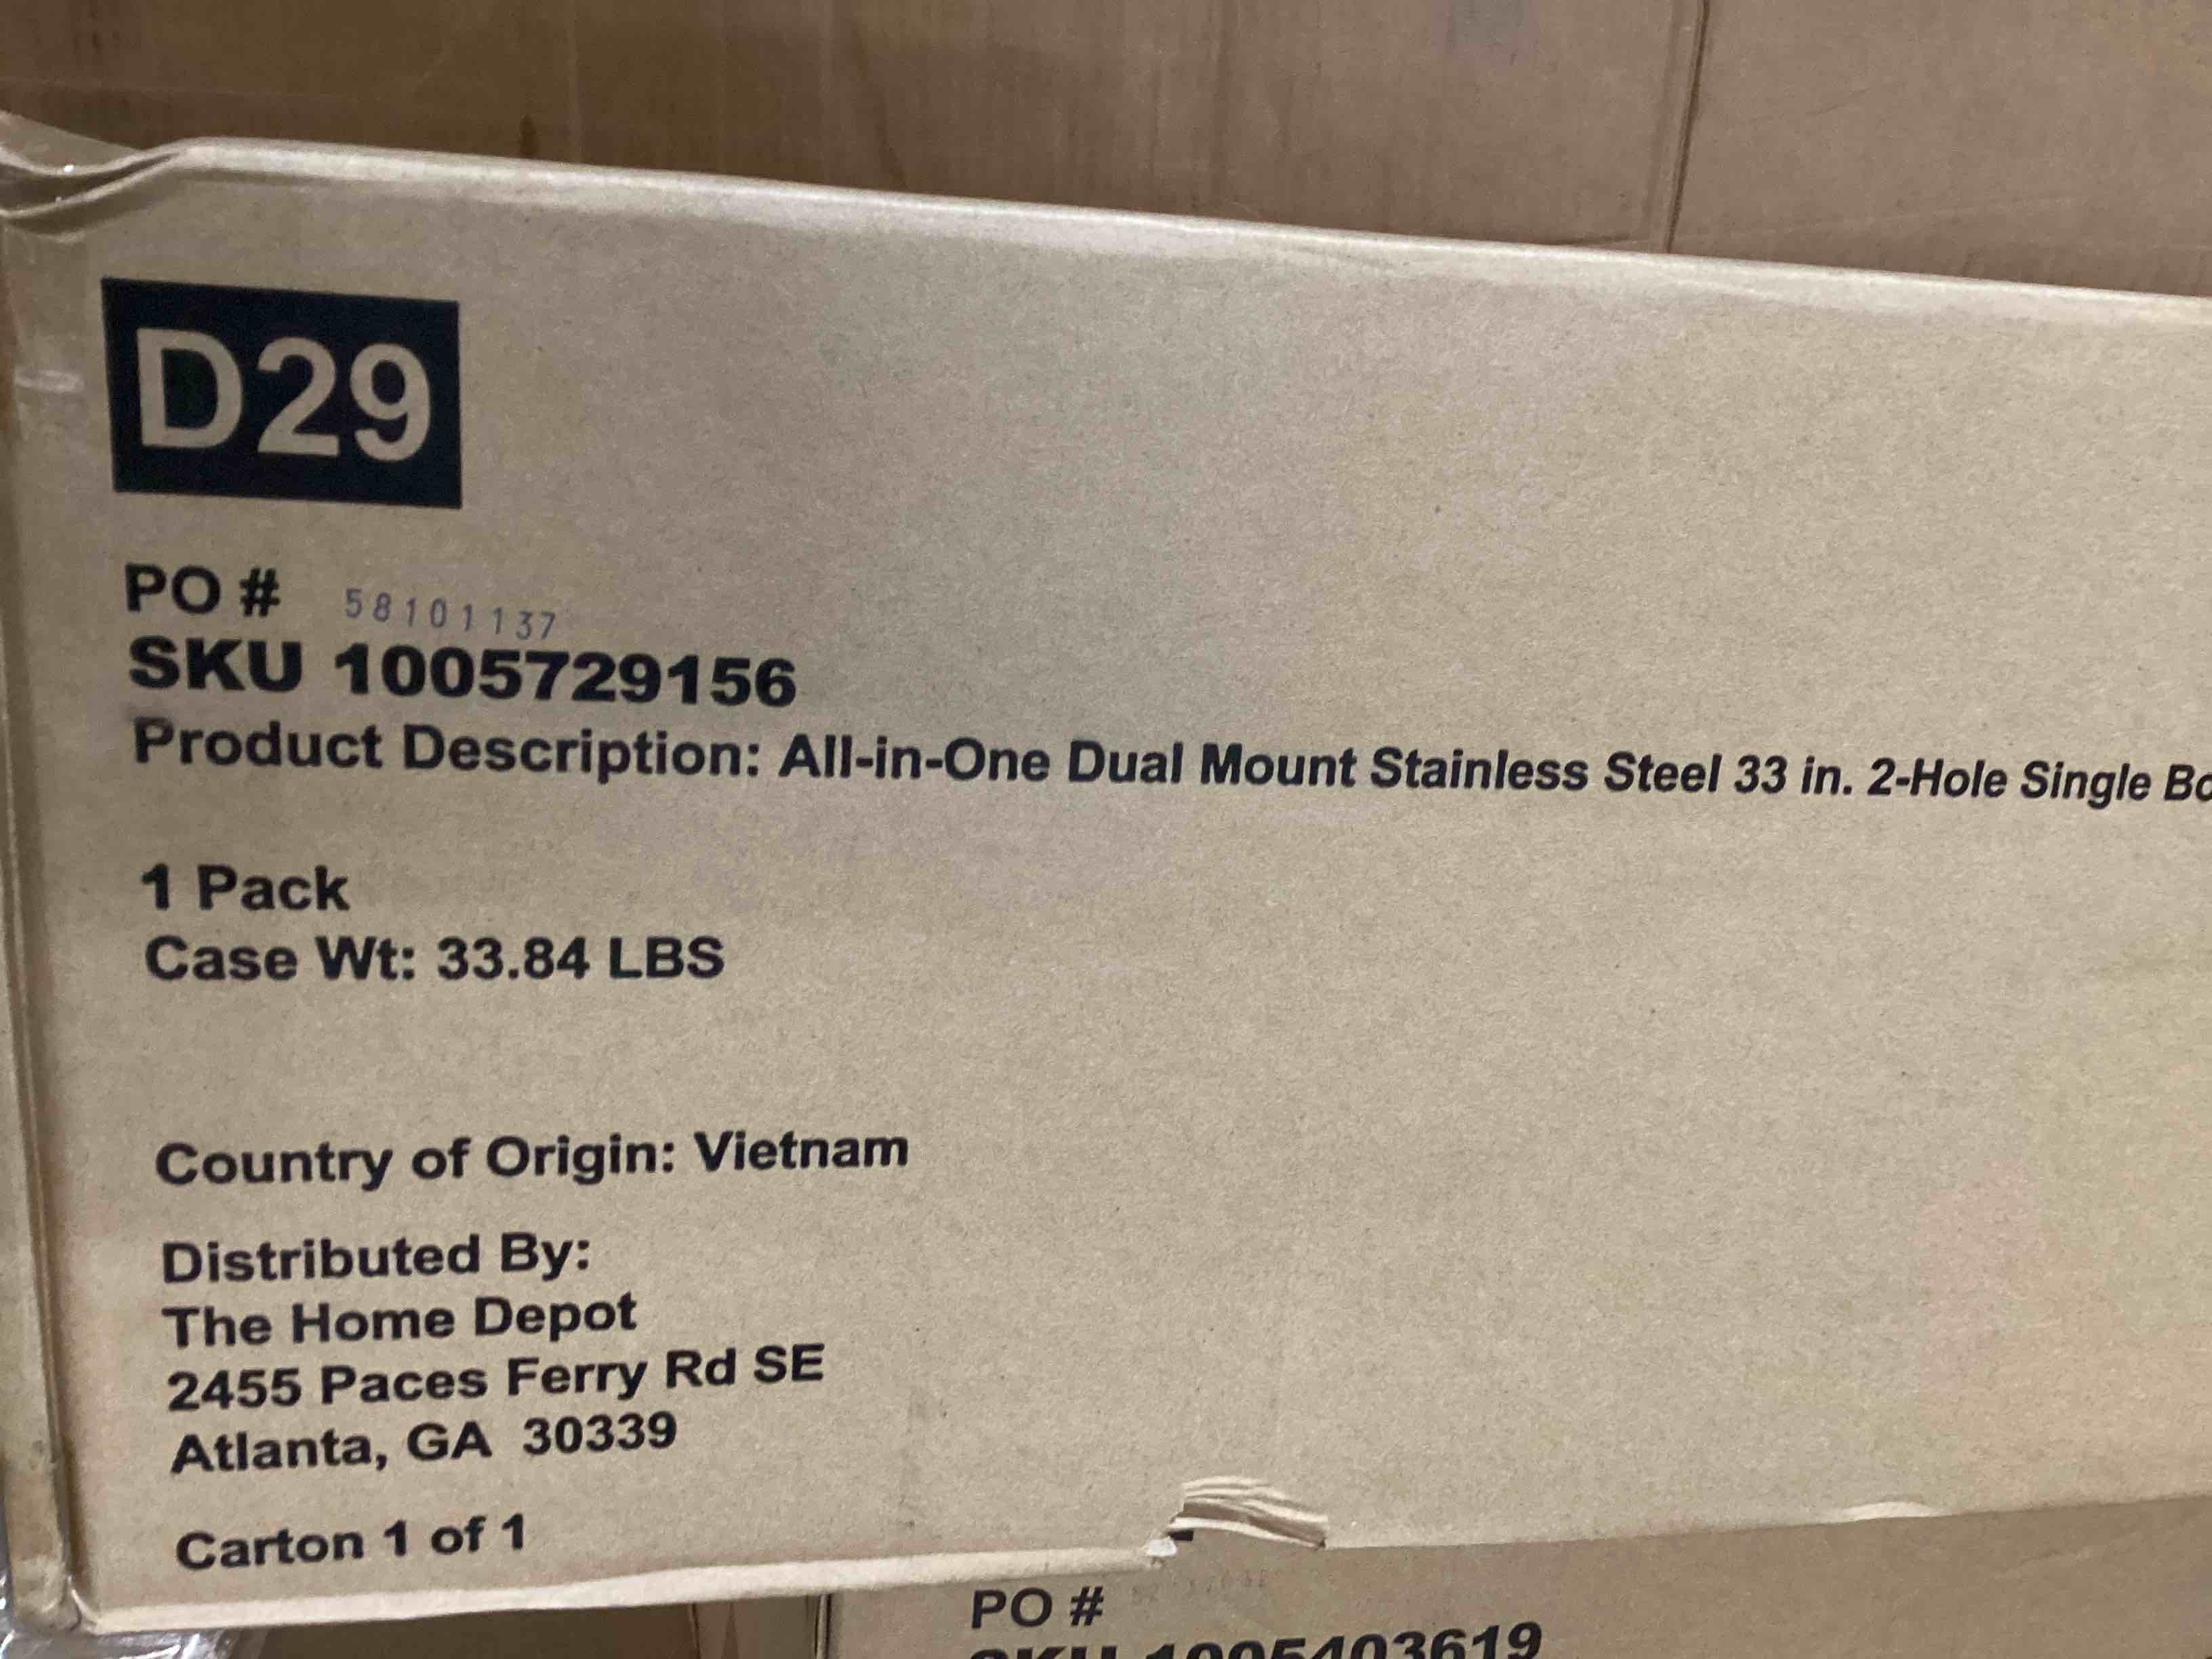 D29
PO # 58101137
SKU 1005729156
Product Description: All-in-One Dual Mount Stainless Steel 33 in. 2-Hole Single
1 Pack
Case Wt: 33.84 LBS
Country of Origin: Vietnam
Distributed By:
The Home Depot
2455 Paces Ferry Rd SE
Atlanta, GA 30339
Carton 1 of 1
PO #
SKU 1005403619